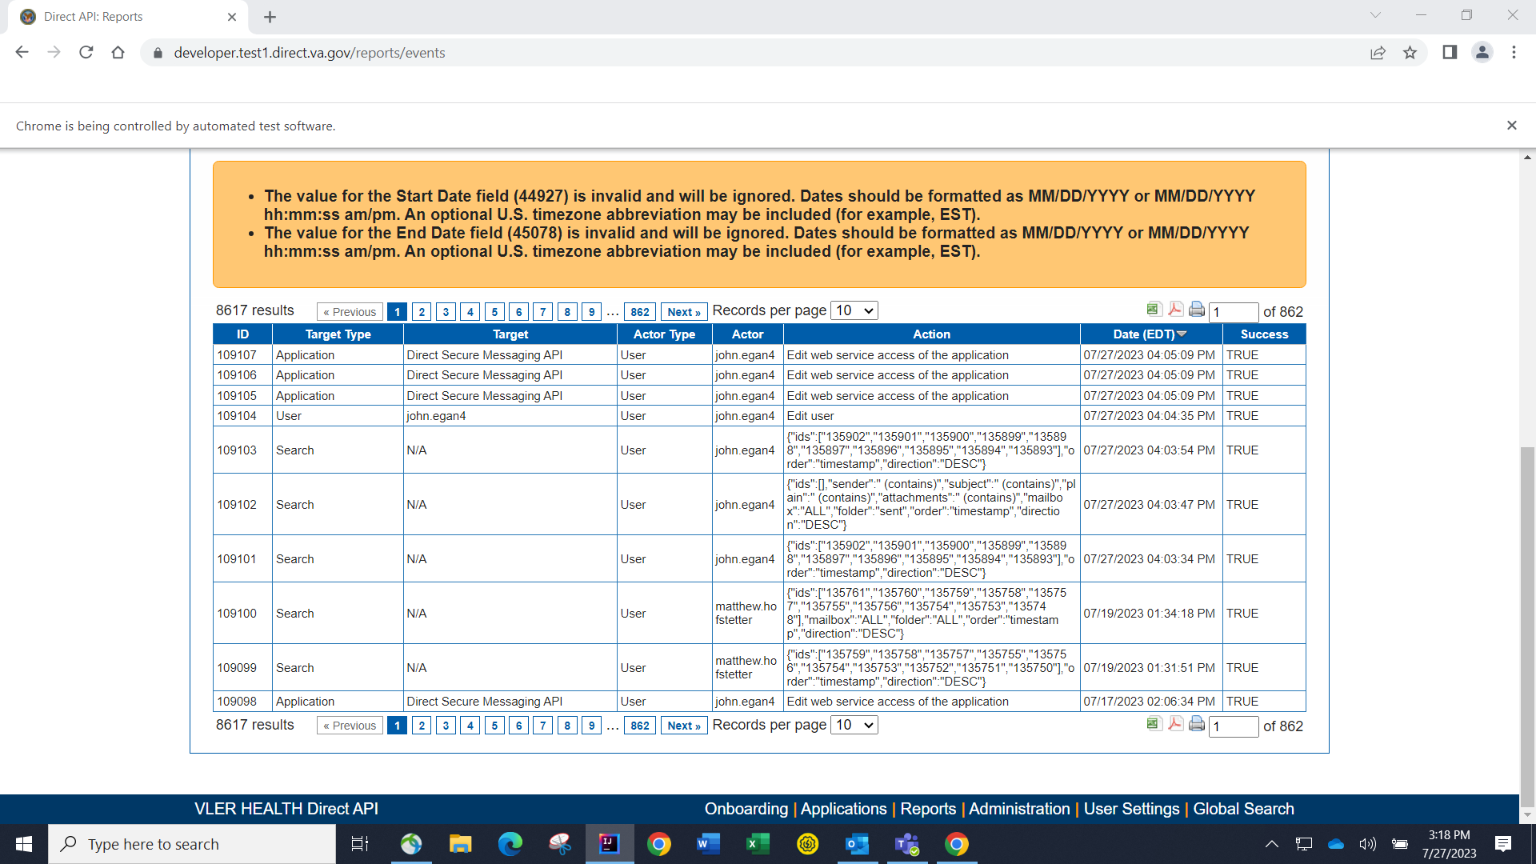 Direct API: Reports
developer.test1.direct.va.gov/reports/events
Chrome is being controlled by automated test software.
The value for the Start Date field (44927) is invalid and will be ignored. Dates should be formatted as MM/DD/YYYY or MM/DD/YYYY
hh:mm:ss am/pm. An optional U.S. timezone abbreviation may be included (for example, EST).
The value for the End Date field (45078) is invalid and will be ignored. Dates should be formatted as MM/DD/YYYY or MM/DD/YYYY
hh:mm:ss am/pm. An optional U.S. timezone abbreviation may be included (for example, EST).
8617 results « Previous 1 2 3 4 5 6 7 8 9 ... 862 Next » Records per page 10 1 of 862
ID Target Type Target Actor Type Actor Action Date (EDT) Success
109107 Application Direct Secure Messaging API User john.egan4 Edit web service access of the application 07/27/2023 04:05:09 PM TRUE
109106 Application Direct Secure Messaging API User john.egan4 Edit web service access of the application 07/27/2023 04:05:09 PM TRUE
109105 Application Direct Secure Messaging API User john.egan4 Edit web service access of the application 07/27/2023 04:05:09 PM TRUE
109104 User john.egan4 User john.egan4 Edit user 07/27/2023 04:04:35 PM TRUE
109103 Search N/A User john.egan4 {"ids":["135902","135901","135900","135899","13589
8","135897","135896","135895","135894","135893"],"o
rder":"timestamp","direction":"DESC"} 07/27/2023 04:03:54 PM TRUE
109102 Search N/A User john.egan4 {"ids":[],"sender":" (contains)","subject":" (contains)","pl
ain":" (contains)","attachments":" (contains)","mailbo
x":"ALL","folder":"sent","order":"timestamp","directio
n":"DESC"} 07/27/2023 04:03:47 PM TRUE
109101 Search N/A User john.egan4 {"ids":["135902","135901","135900","135899","13589
8","135897","135896","135895","135894","135893"],"o
rder":"timestamp","direction":"DESC"} 07/27/2023 04:03:34 PM TRUE
109100 Search N/A User matthew.ho
fstetter {"ids":["135761","135760","135759","135758","13575
7","135755","135756","135754","135753","13574
8"],"mailbox":"ALL","folder":"ALL","order":"timestam
p","direction":"DESC"} 07/19/2023 01:34:18 PM TRUE
109099 Search N/A User matthew.ho
fstetter {"ids":["135759","135758","135757","135755","13575
6","135754","135753","135752","135751","135750"],"o
rder":"timestamp","direction":"DESC"} 07/19/2023 01:31:51 PM TRUE
109098 Application Direct Secure Messaging API User john.egan4 Edit web service access of the application 07/17/2023 02:06:34 PM TRUE
8617 results « Previous 1 2 3 4 5 6 7 8 9 ... 862 Next » Records per page 10 1 of 862
VLER HEALTH Direct API Onboarding | Applications | Reports | Administration | User Settings | Global Search
Type here to search
3:18 PM
7/27/2023